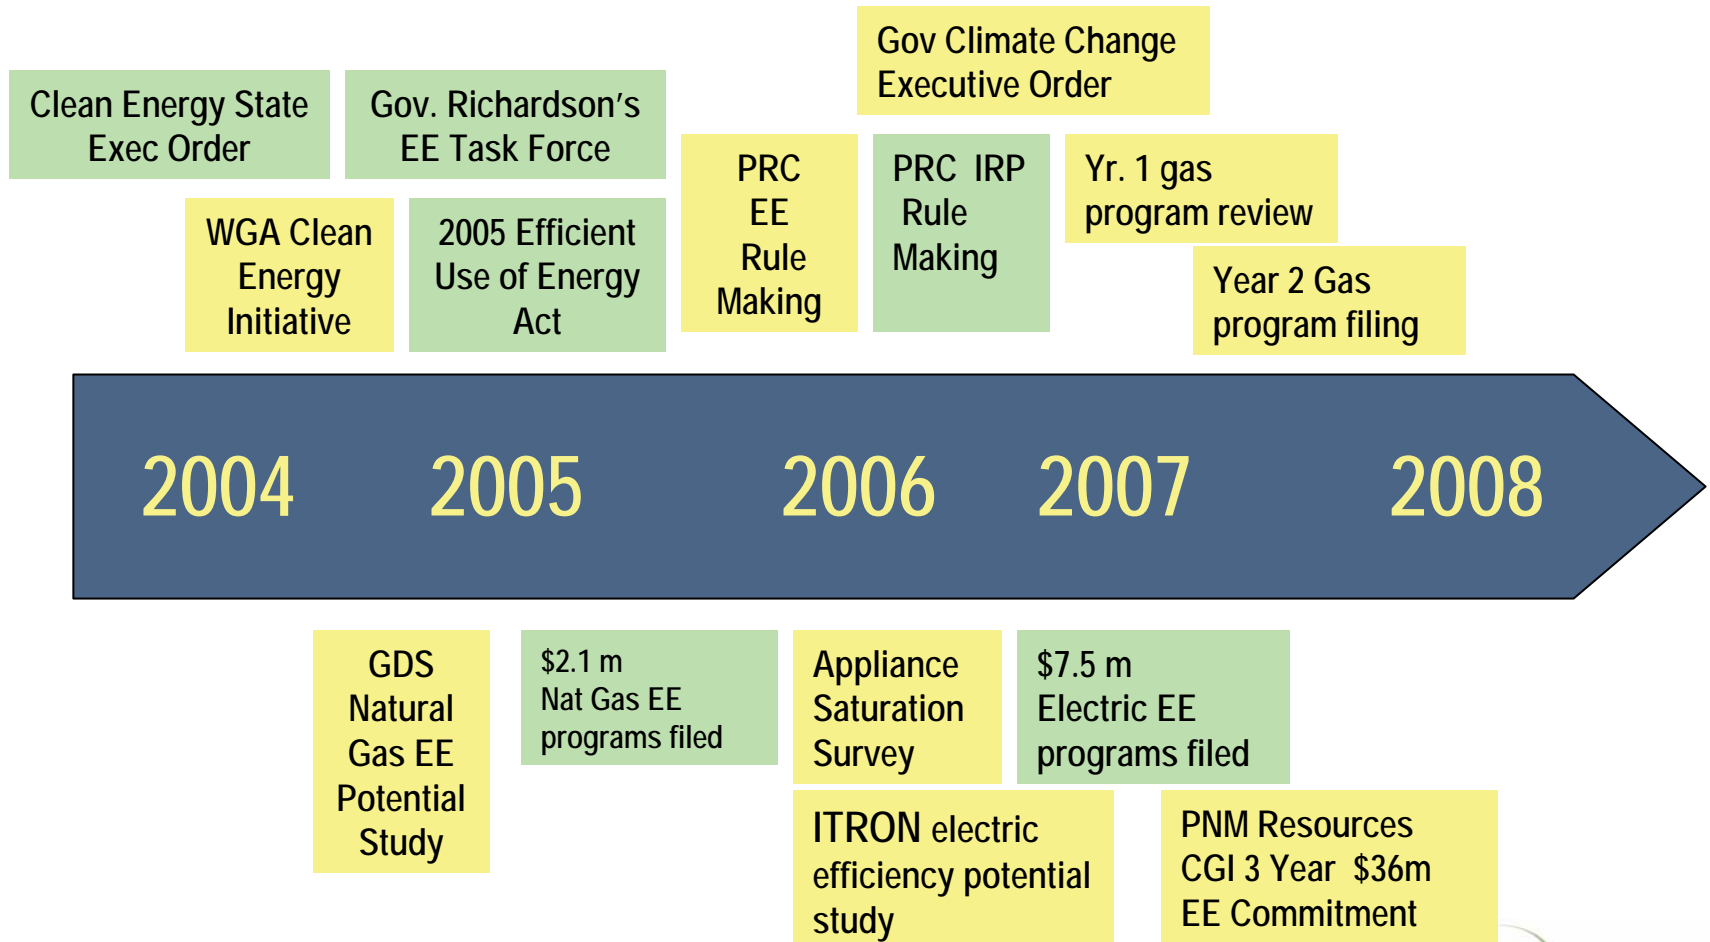 Gov Climate Change
Executive Order
Clean Energy State
Exec Order
Gov. Richardson's
EE Task Force
PRC
EE
Rule
Making
PRC IRP
Rule
Making
Yr. 1 gas
program review
WGA Clean
Energy
Initiative
2005 Efficient
Use of Energy
Act
Year 2 Gas
program filing
2004
2005
2006
2007
2008
GDS
Natural
Gas EE
Potential
Study
$2.1 m
Nat Gas EE
programs filed
Appliance
Saturation
Survey
$7.5 m
Electric EE
programs filed
ITRON electric
efficiency potential
study
PNM Resources
CGI 3 Year $36m
EE Commitment